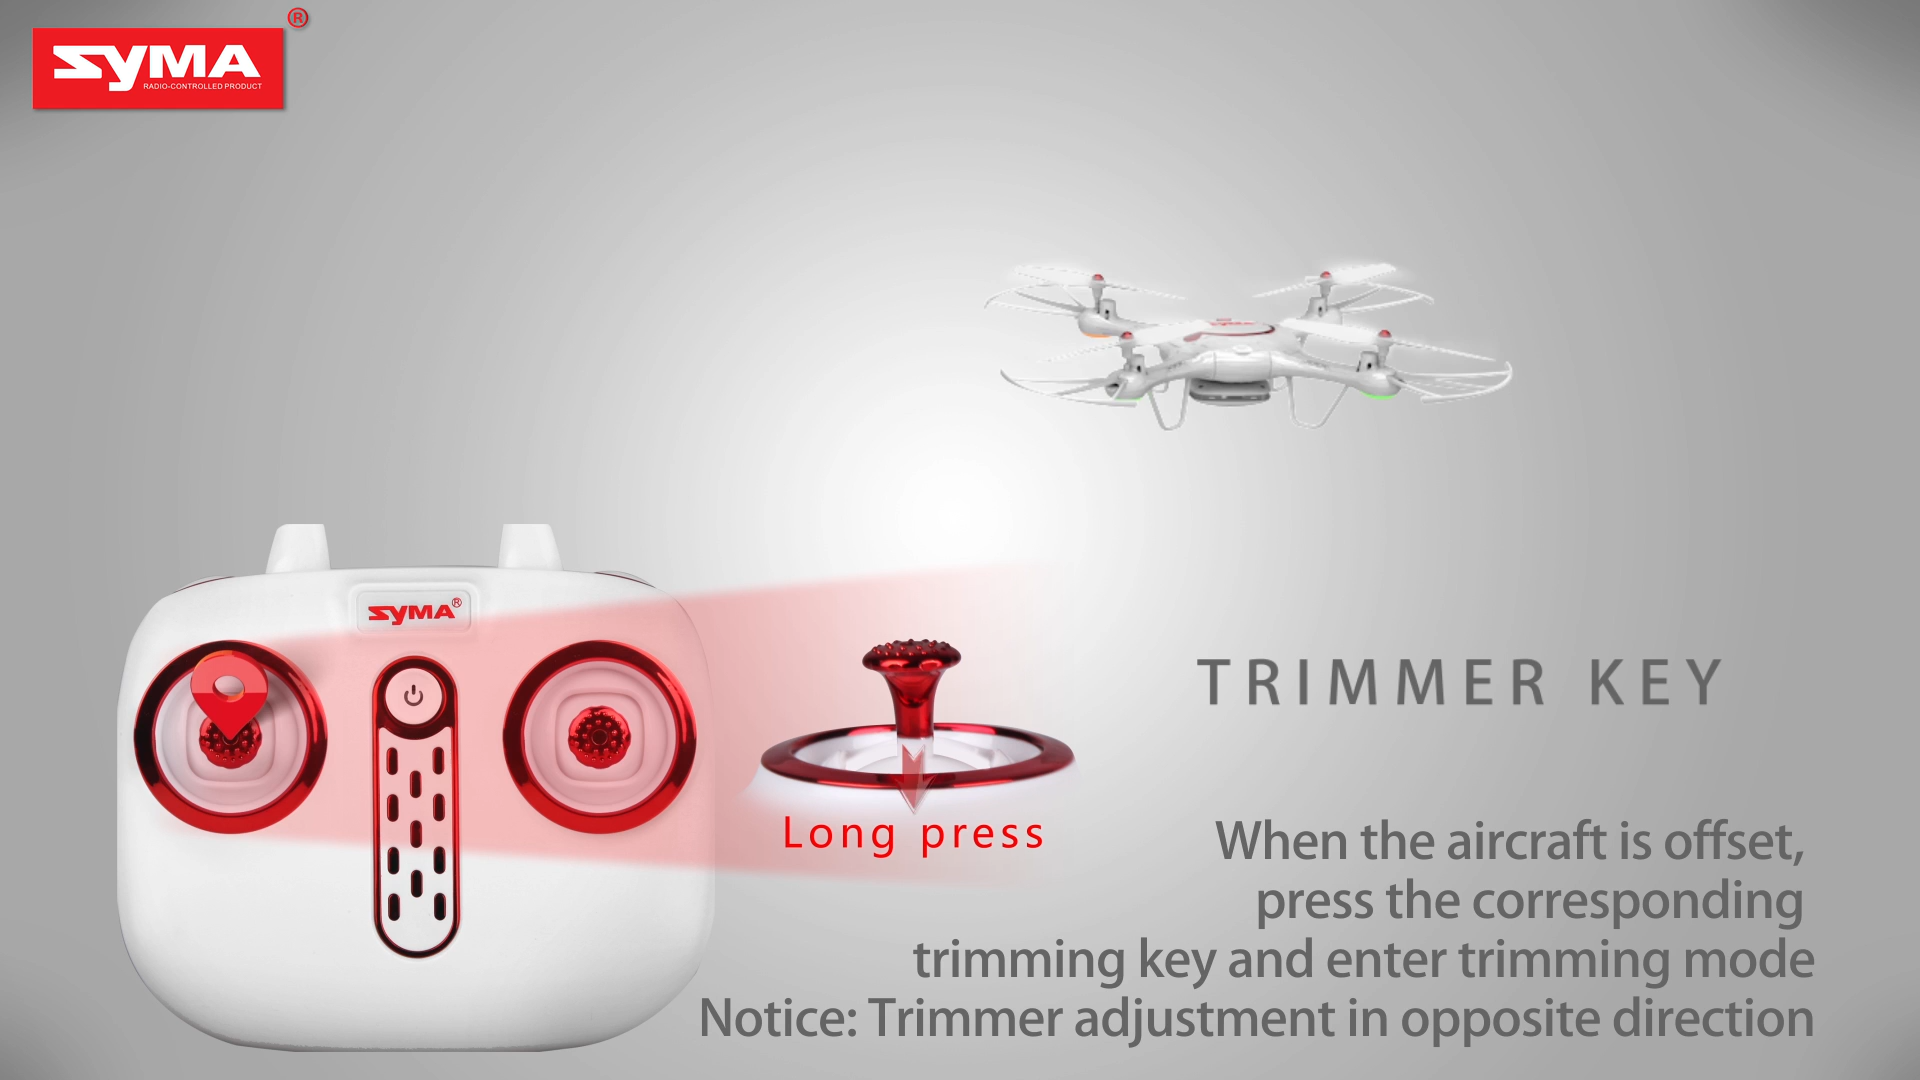 ®
SYMA
RADIO-CONTROLLED PRODUCT
SYMA®
TRIMMER KEY
Long press
When the aircraft is offset,
press the corresponding
trimming key and enter trimming mode
Notice: Trimmer adjustment in opposite direction